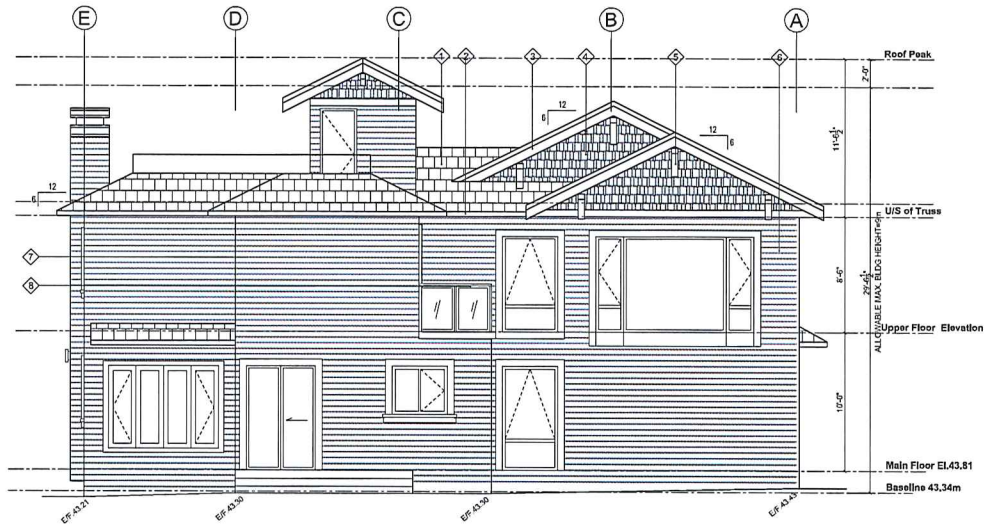 E D C B A
1 2 3 4 5 6
Roof Peak
2'-0"
12
6
12
6
11'-6½"
12
6
U/S of Truss
7
8
8'-6"
29'-6½"
ALLOWABLE MAX. BLDG HEIGHT=9m
Upper Floor Elevation
10'-0"
Main Floor El.43.81
Baseline 43,34m
E/F 43.21
E/F 43.30
E/F 43.30
E/F 43.43